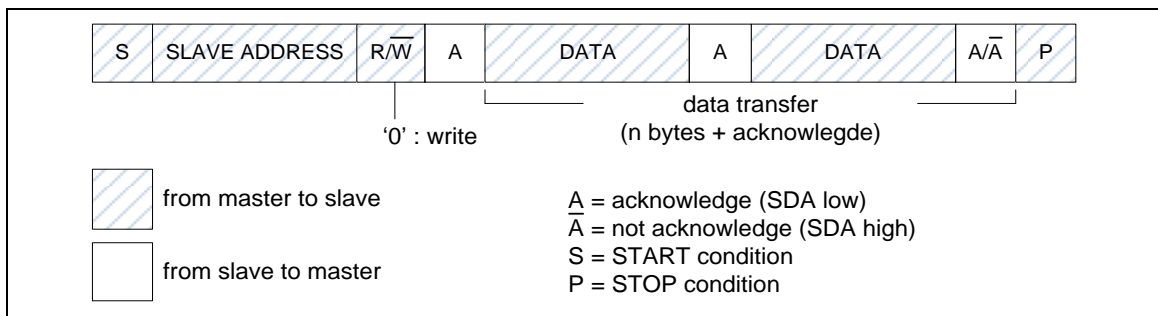 S SLAVE ADDRESS R/W̅ A DATA A DATA A/A̅ P
data transfer
‘0’ : write (n bytes + acknowlegde)
from master to slave
from slave to master
A = acknowledge (SDA low)
A̅ = not acknowledge (SDA high)
S = START condition
P = STOP condition